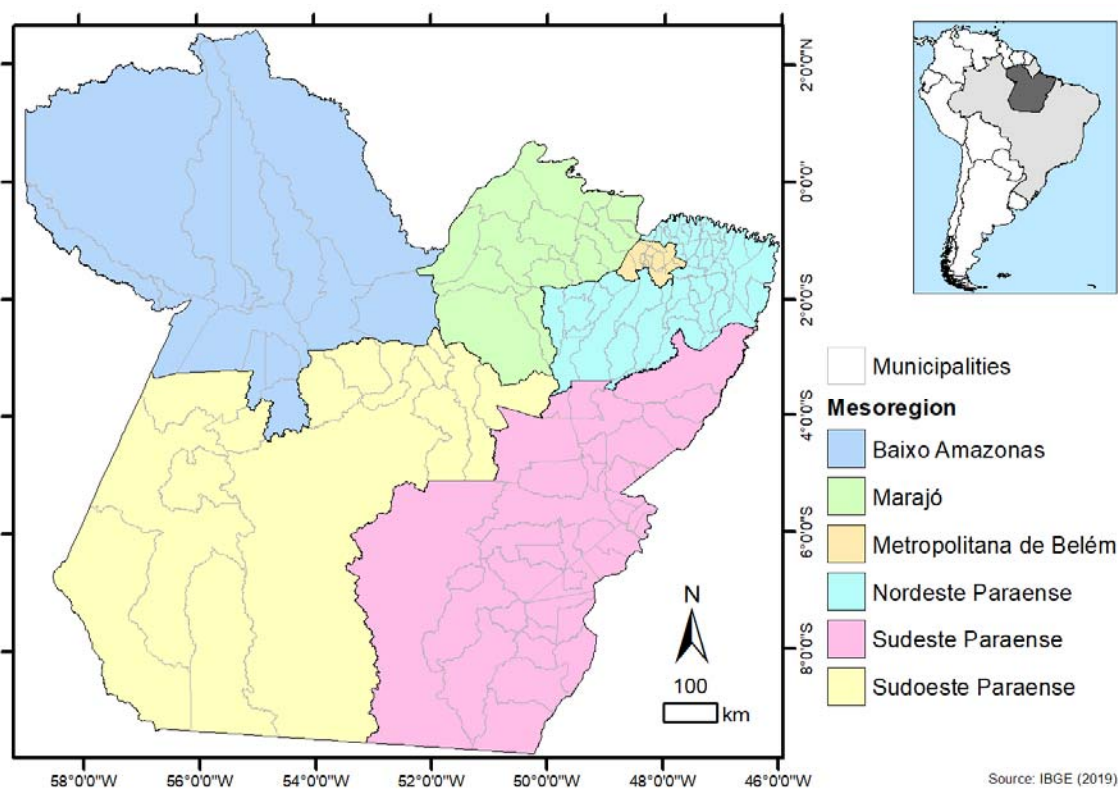 2°0'0"N
0°0'0"
2°0'0"S
4°0'0"S
6°0'0"S
8°0'0"S
58°0'0"W
56°0'0"W
54°0'0"W
52°0'0"W
50°0'0"W
48°0'0"W
46°0'0"W
N
100
km
Municipalities
Mesoregion
Baixo Amazonas
Marajó
Metropolitana de Belém
Nordeste Paraense
Sudeste Paraense
Sudoeste Paraense
Source: IBGE (2019)